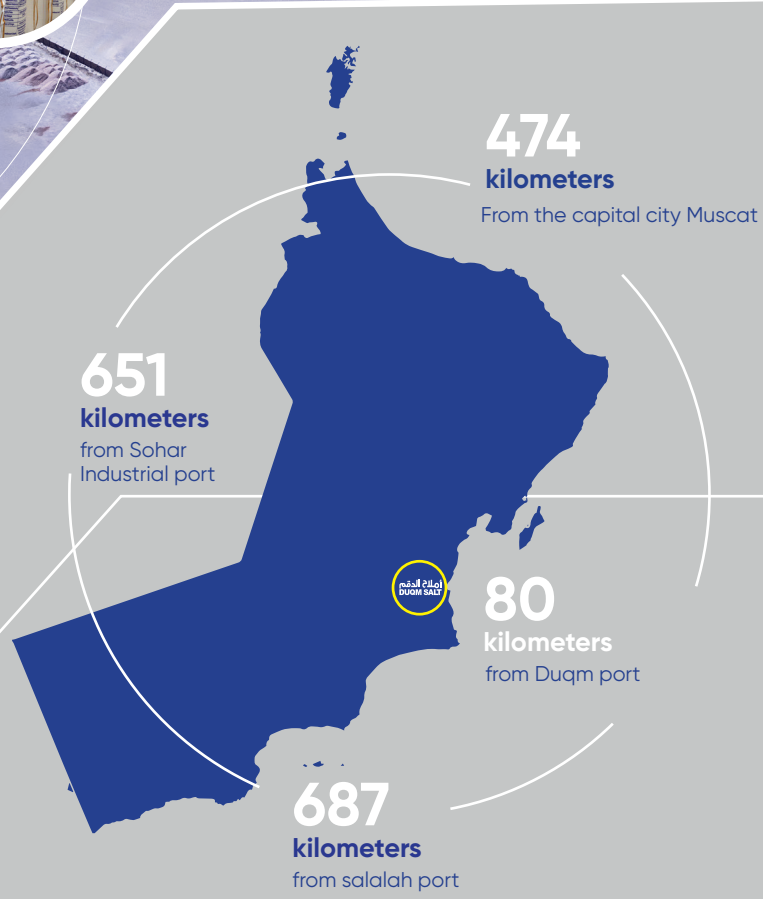 474
kilometers
From the capital city Muscat
651
kilometers
from Sohar
Industrial port
أملاح الدقم
DUQM SALT
80
kilometers
from Duqm port
687
kilometers
from salalah port